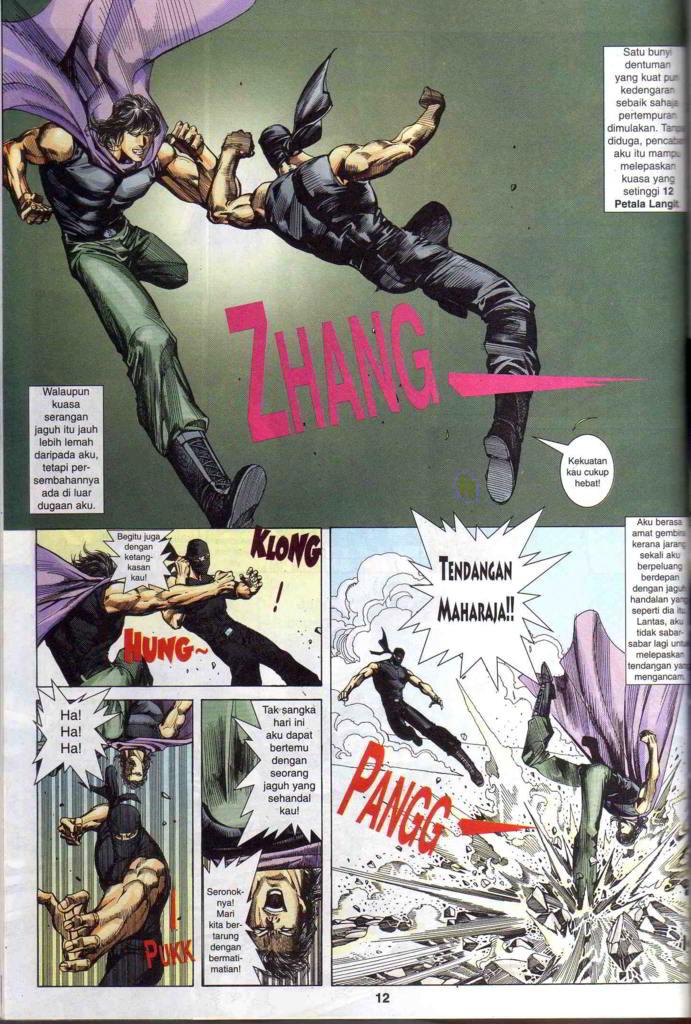 Satu bunyi
dentuman
yang kuat pun
kedengaran
sebaik sahaja
pertempuran
dimulakan. Tanpa
diduga, pencabar
aku itu mampu
melepaskan
kuasa yang
setinggi 12
Petala Langit.
ZHANG
Walaupun
kuasa
serangan
jaguh itu jauh
lebih lemah
daripada aku,
tetapi per-
sembahannya
ada di luar
dugaan aku.
Kekuatan
kau cukup
hebat!
Begitu juga
dengan
ketang-
kasan
kau!
KLONG
!
HUNG~
TENDANGAN
MAHARAJA!!
Aku berasa
amat gembira
kerana jarang
sekali aku
berpeluang
berdepan
dengan jaguh
handalan yang
seperti dia itu.
Lantas, aku
tidak sabar-
sabar lagi untuk
melepaskan
tendangan yang
mengancam.
PANGG
Ha!
Ha!
Ha!
PUKK
!
Tak sangka
hari ini
aku dapat
bertemu
dengan
seorang
jaguh yang
sehandal
kau!
Seronok-
nya!
Mari
kita ber-
tarung
dengan
bermati-
matian!
12